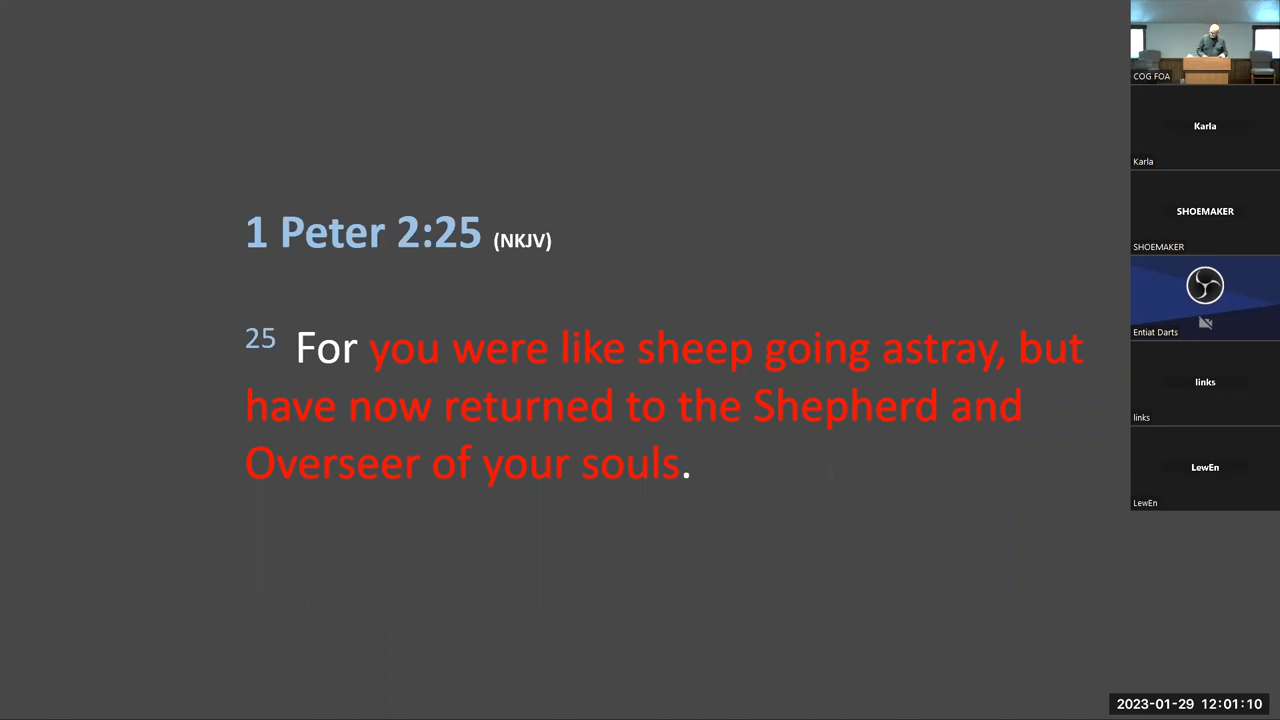 1 Peter 2:25 (NKJV)
25 For you were like sheep going astray, but
have now returned to the Shepherd and
Overseer of your souls.
COG FOA
Karla
Karla
SHOEMAKER
SHOEMAKER
Entiat Darts
links
links
LewEn
LewEn
2023-01-29 12:01:10